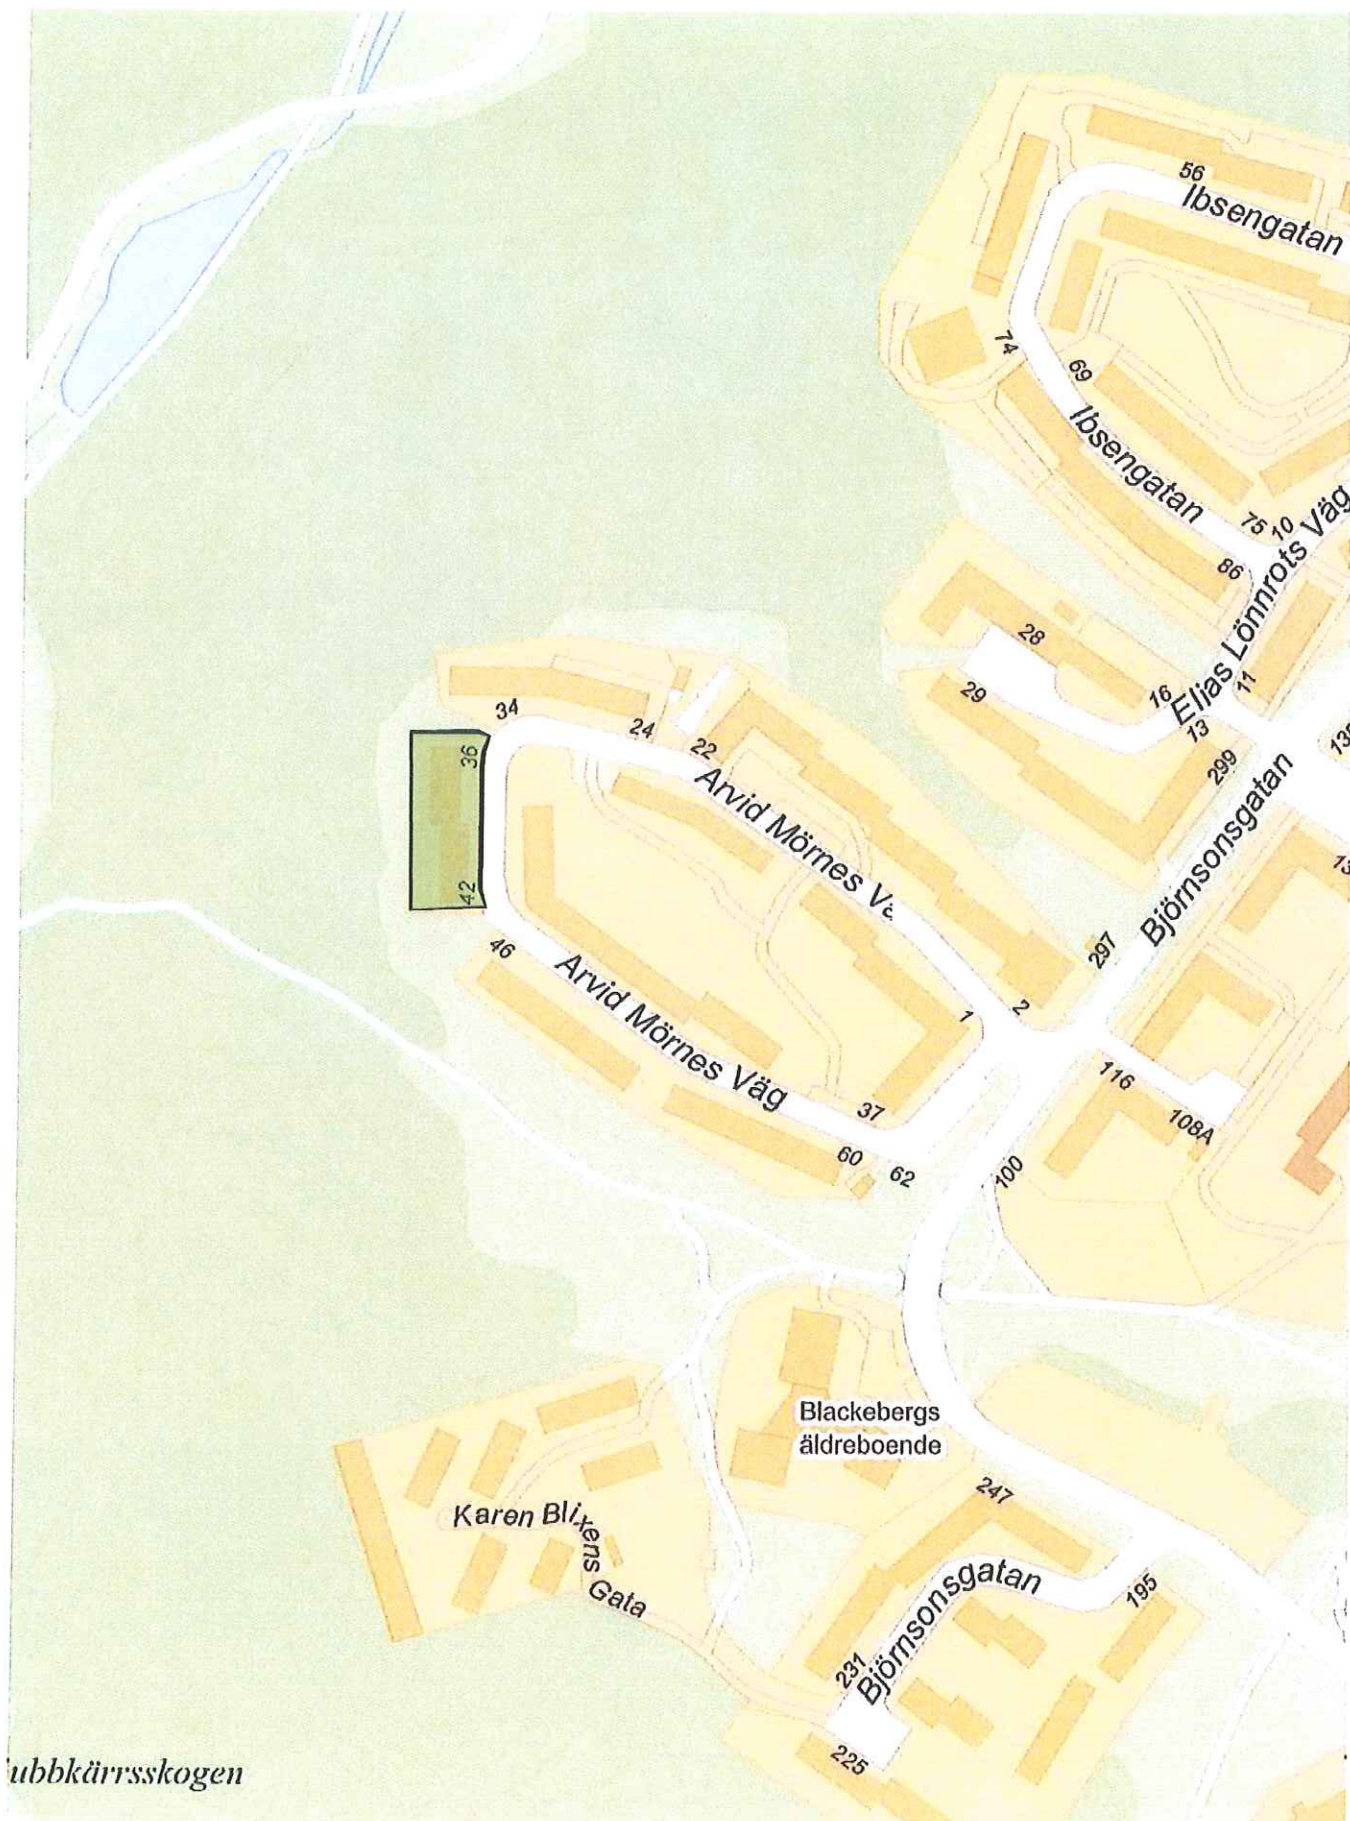 56
Ibsengatan
74
69
Ibsengatan
75
10
86
Elias Lönnrots Väg
28
29
16
11
13
299
34
24
22
36
42
Arvid Mörnes Vä
Björnsonsgatan
297
46
Arvid Mörnes Väg
1
2
37
60
62
116
108A
100
Blackebergs
äldreboende
247
Karen Blixens Gata
Björnsonsgatan
195
231
225
ubbkärrsskogen